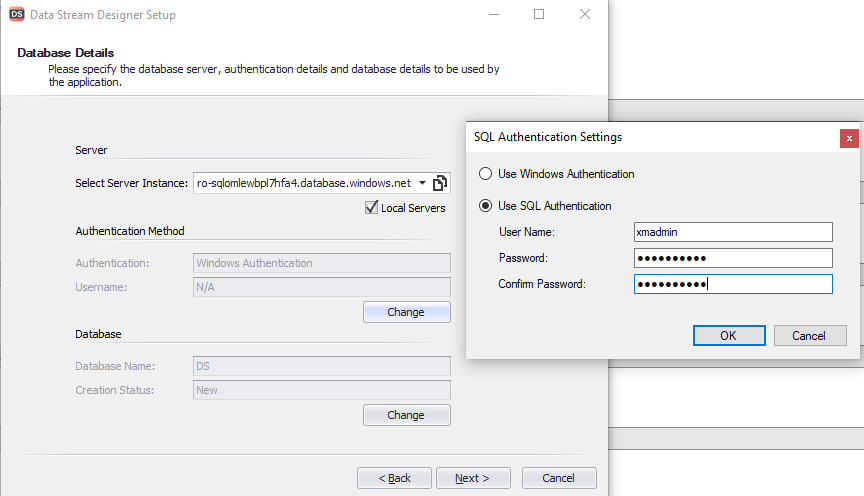 DS Data Stream Designer Setup
Database Details
Please specify the database server, authentication details and database details to be used by
the application.
Server
Select Server Instance: ro-sqlomlewbpl7hfa4.database.windows.net
Local Servers
Authentication Method
Authentication: Windows Authentication
Username: N/A
Change
Database
Database Name: DS
Creation Status: New
Change
< Back Next > Cancel
SQL Authentication Settings
x
Use Windows Authentication
Use SQL Authentication
User Name: xmadmin
Password: ●●●●●●●●●●
Confirm Password: ●●●●●●●●●●
OK Cancel